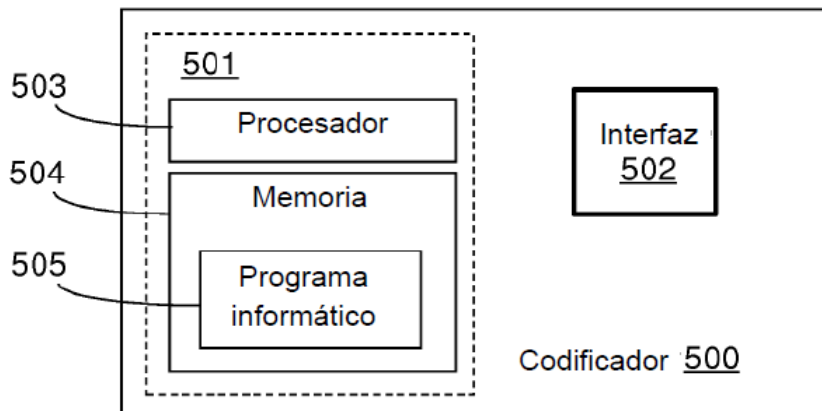 501
503
Procesador
Interfaz
502
504
Memoria
505
Programa
informático
Codificador 500